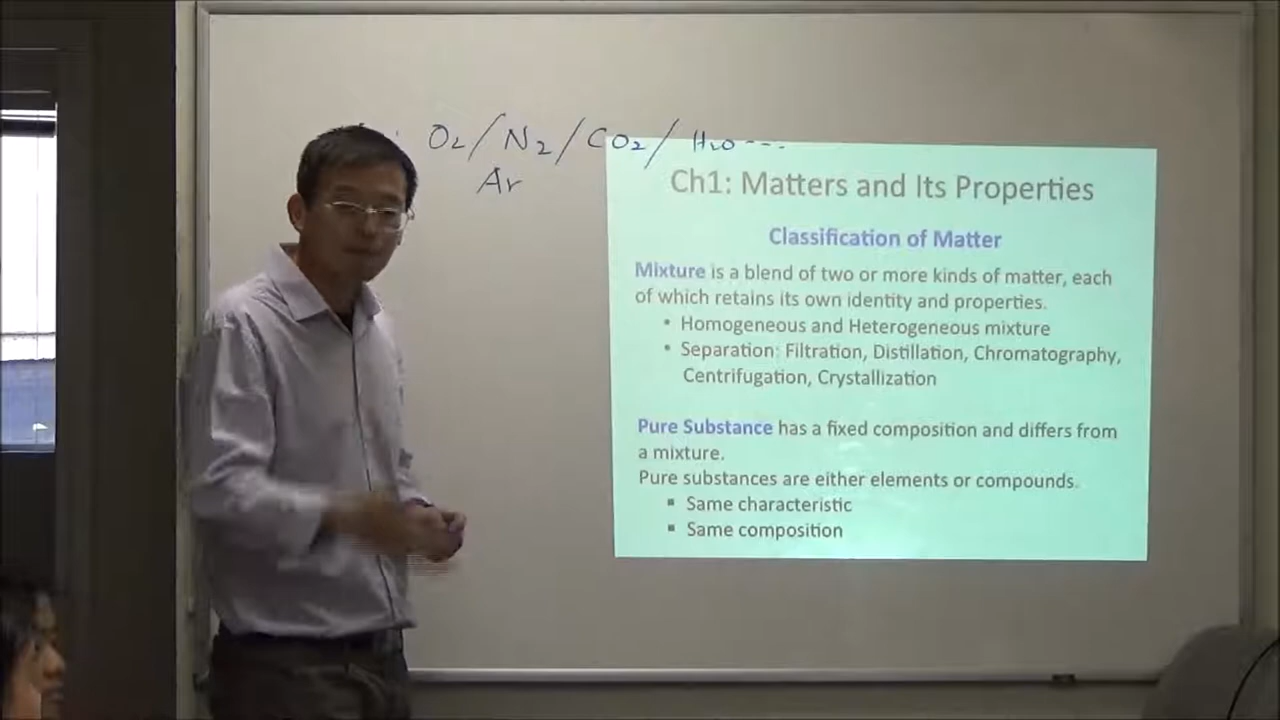 O₂ / N₂ / CO₂ / H₂O ---
Ar
Ch1: Matters and Its Properties
Classification of Matter
Mixture is a blend of two or more kinds of matter, each
of which retains its own identity and properties.
• Homogeneous and Heterogeneous mixture
• Separation: Filtration, Distillation, Chromatography,
Centrifugation, Crystallization
Pure Substance has a fixed composition and differs from
a mixture.
Pure substances are either elements or compounds.
▪ Same characteristic
▪ Same composition